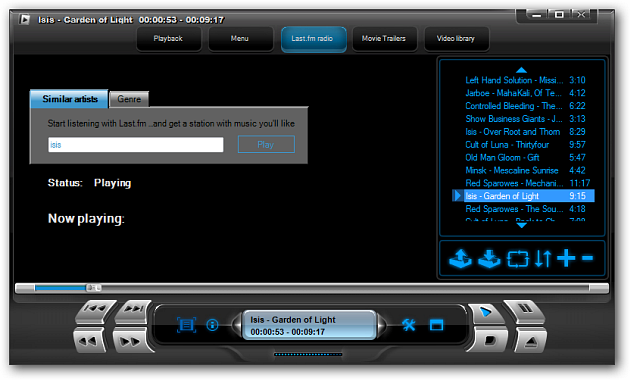 Isis - Garden of Light 00:00:53 - 00:09:17
Playback Menu Last.fm radio Movie Trailers Video library
Similar artists Genre
Start listening with Last.fm ..and get a station with music you'll like
isis Play
Status: Playing
Now playing:
Left Hand Solution - Missi... 3:10
Jarboe - MahaKali, Of Te... 4:12
Controlled Bleeding - The... 6:22
Show Business Giants - J... 3:13
Isis - Over Root and Thorn 8:29
Cult of Luna - Thirtyfour 9:57
Old Man Gloom - Gift 5:47
Minsk - Mescaline Sunrise 4:42
Red Sparowes - Mechani... 11:17
Isis - Garden of Light 9:15
Red Sparowes - The Sou... 4:18
Cult of Luna - Back to Ch...
Isis - Garden of Light
00:00:53 - 00:09:17